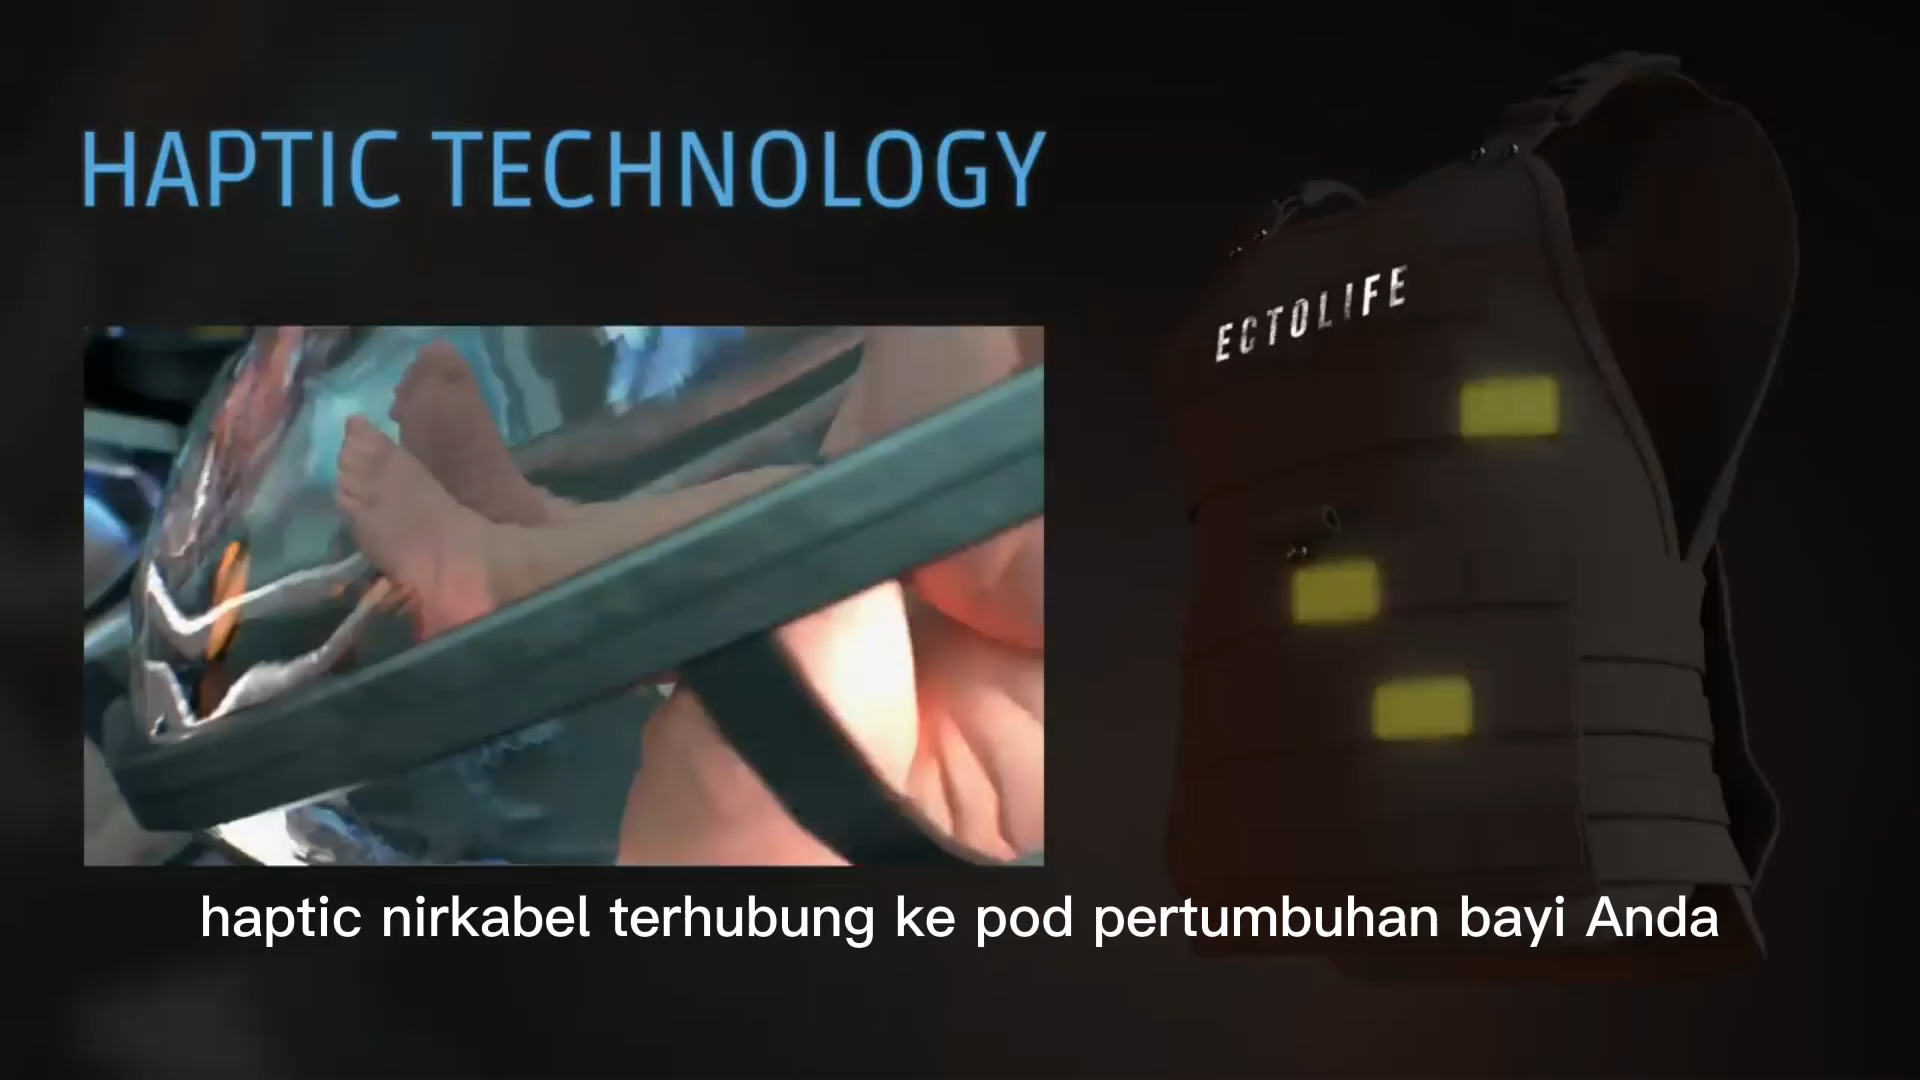 HAPTIC TECHNOLOGY
ECTOLIFE
haptic nirkabel terhubung ke pod pertumbuhan bayi Anda